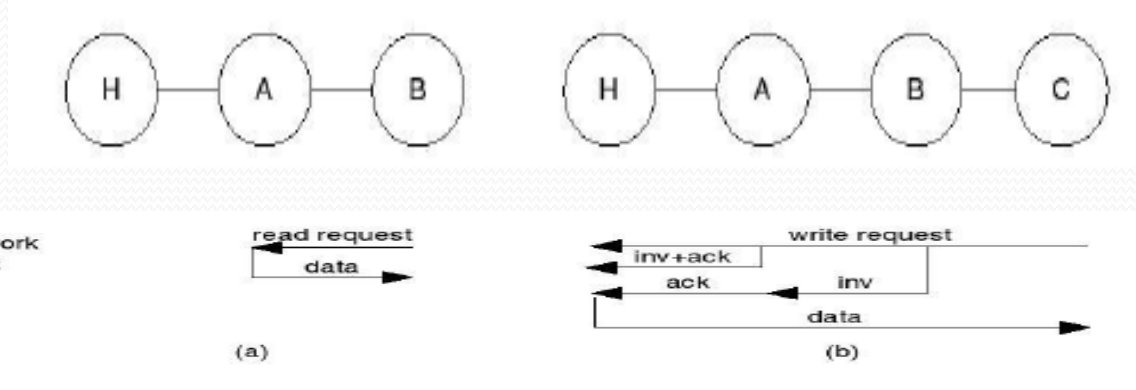 H A B H A B C
read request write request
ork
data inv+ack
ack inv
data
(a) (b)